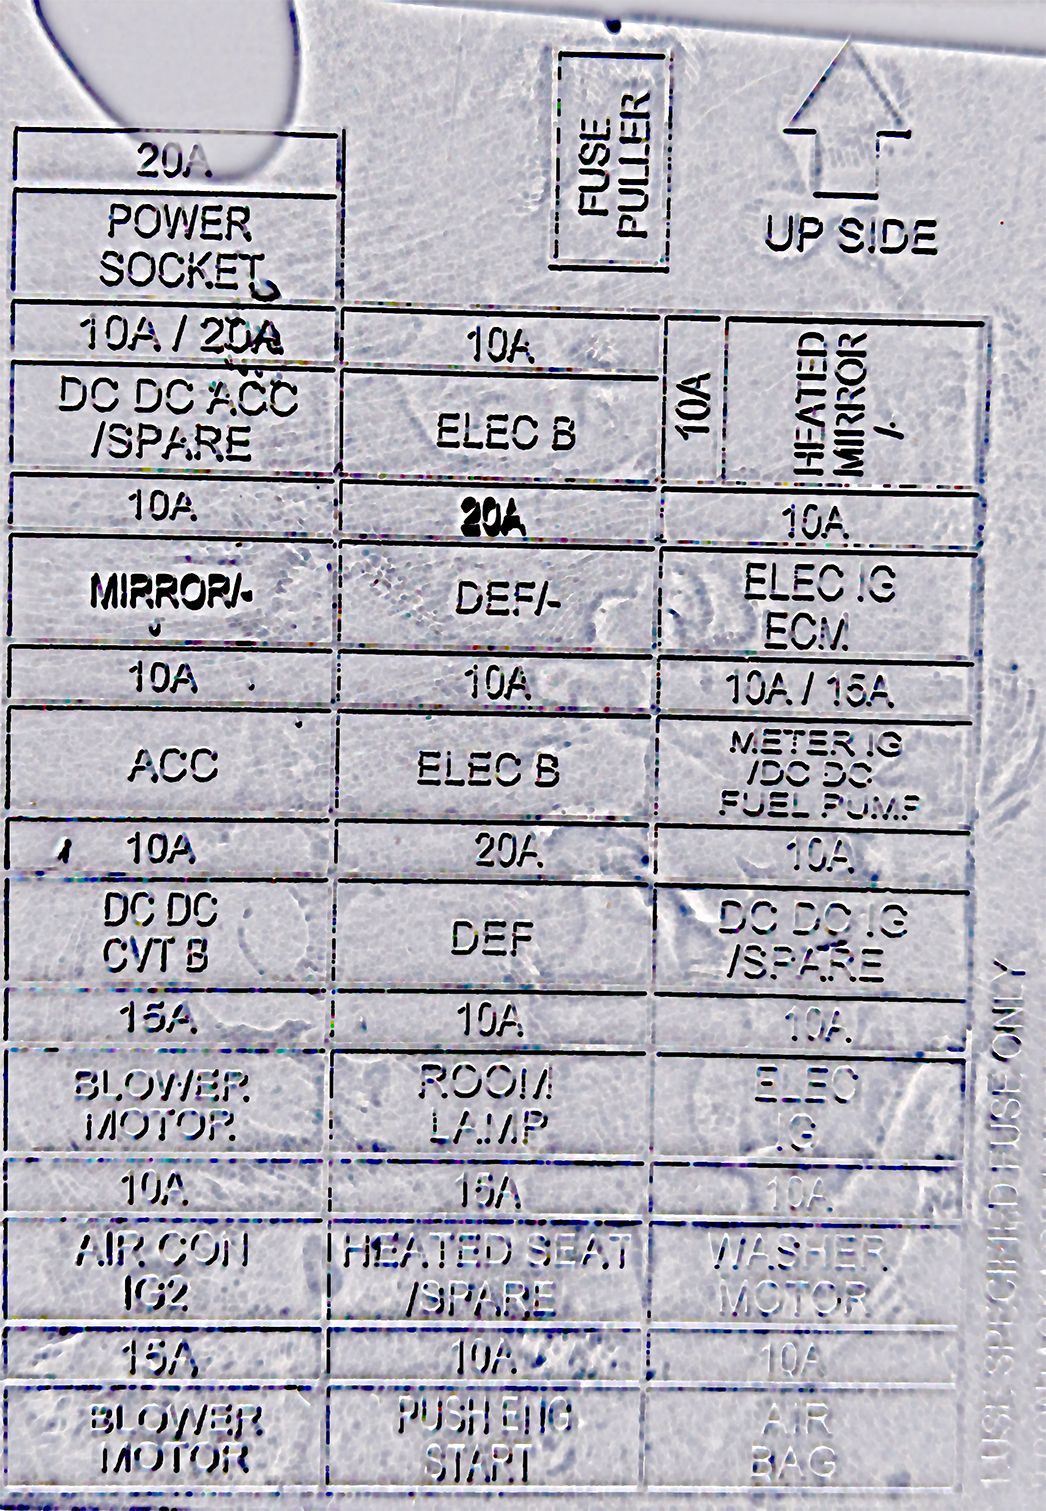 FUSE
PULLER
UP SIDE
20A
POWER
SOCKET
10A / 20A
DC DC ACC
/SPARE
10A
ELEC B
10A
HEATED
MIRROR
/-
10A
MIRROR/-
20A
DEF/-
10A
ELEC IG
ECM
10A
ACC
10A
ELEC B
10A / 15A
METER IG
/DC DC
FUEL PUMP
10A
DC DC
CVT B
20A
DEF
10A
DC DC IG
/SPARE
15A
BLOWER
MOTOR
10A
ROOM
LAMP
10A
ELEC
IG
10A
AIR CON
IG2
15A
HEATED SEAT
/SPARE
10A
WASHER
MOTOR
15A
BLOWER
MOTOR
10A
PUSH ENG
START
10A
AIR
BAG
1.USE SPECIFIED FUSE ONLY